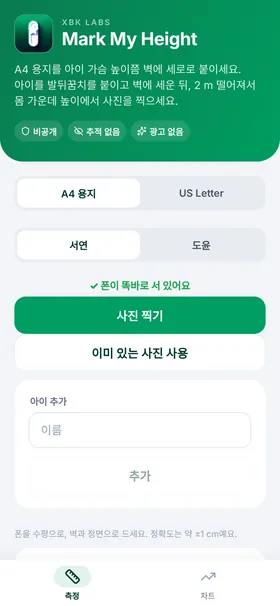 XBK LABS
Mark My Height
A4 용지를 아이 가슴 높이쯤 벽에 세로로 붙이세요.
아이를 발뒤꿈치를 붙이고 벽에 세운 뒤, 2 m 떨어져서
몸 가운데 높이에서 사진을 찍으세요.
비공개
추적 없음
광고 없음
A4 용지
US Letter
서연
도윤
✓ 폰이 똑바로 서 있어요
사진 찍기
이미 있는 사진 사용
아이 추가
이름
추가
폰을 수평으로, 벽과 정면으로 드세요. 정확도는 약 ±1 cm예요.
측정
차트